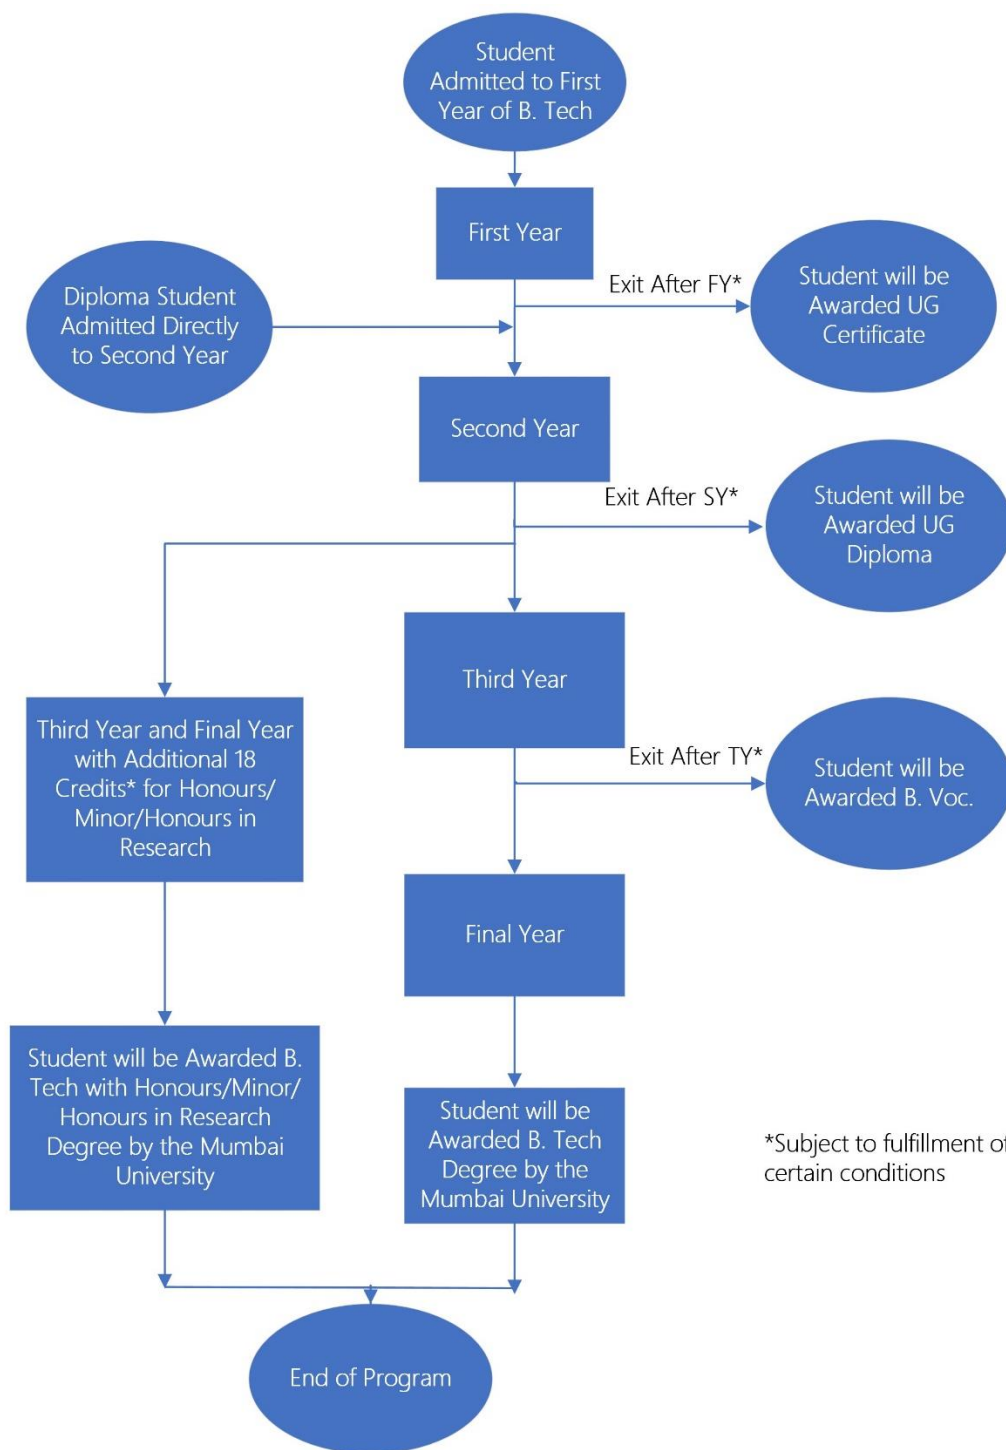 Student
Admitted to First
Year of B. Tech
First Year
Exit After FY*
Student will be
Awarded UG
Certificate
Diploma Student
Admitted Directly
to Second Year
Second Year
Exit After SY*
Student will be
Awarded UG
Diploma
Third Year
Third Year and Final Year
with Additional 18
Credits* for Honours/
Minor/Honours in
Research
Exit After TY*
Student will be
Awarded B. Voc.
Final Year
Student will be Awarded B.
Tech with Honours/Minor/
Honours in Research
Degree by the Mumbai
University
Student will be
Awarded B. Tech
Degree by the
Mumbai University
*Subject to fulfillment of
certain conditions
End of Program